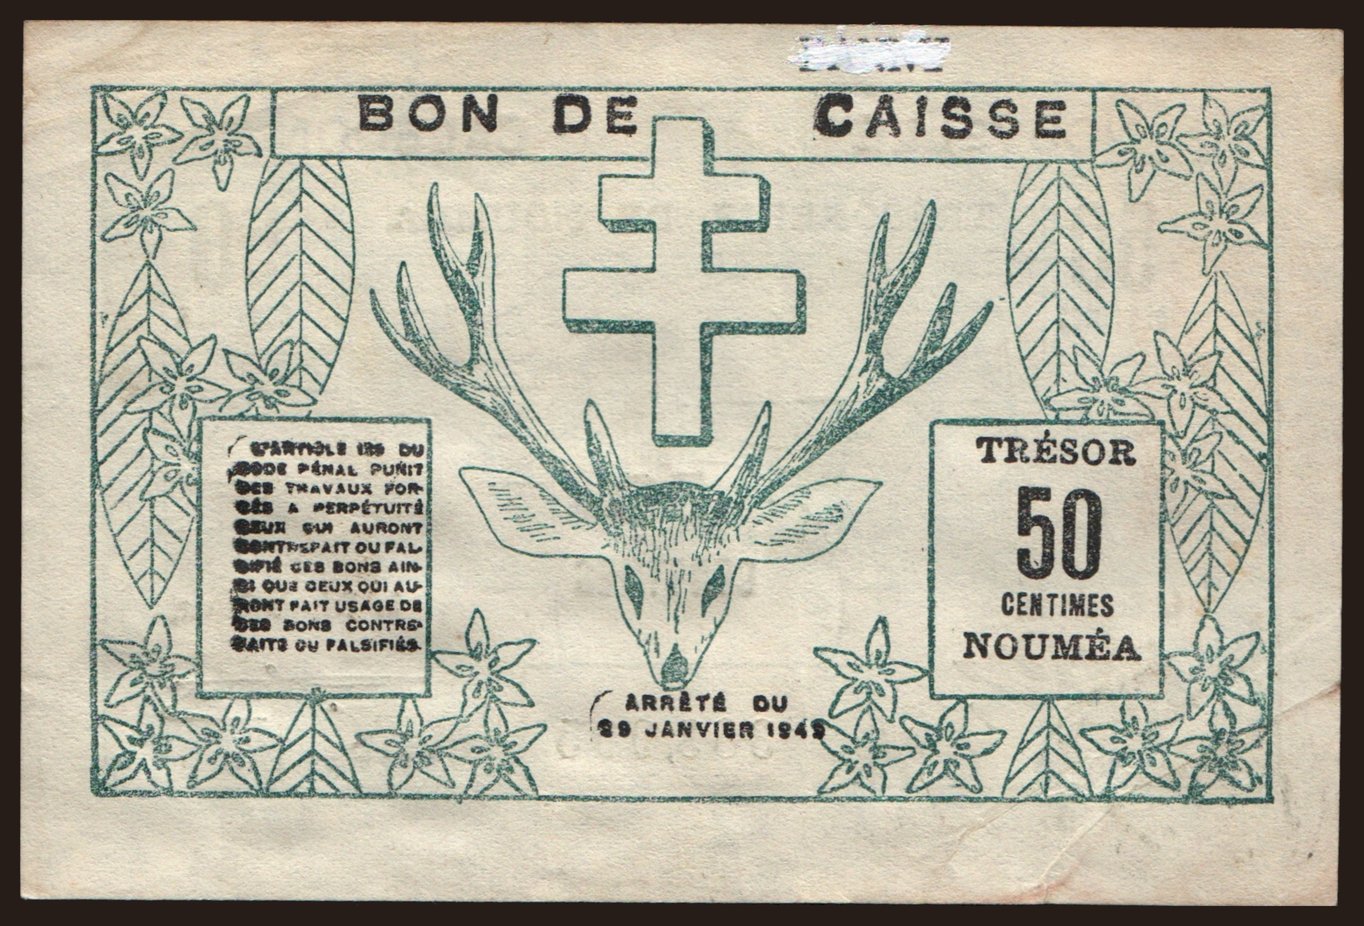 BON DE CAISSE
L'ARTICLE 139 DU
CODE PÉNAL PUNIT
DES TRAVAUX FOR-
CÉS A PERPÉTUITÉ
CEUX QUI AURONT
CONTREFAIT OU FAL-
SIFIÉ CES BONS AIN-
SI QUE CEUX QUI AU-
RONT FAIT USAGE DE
CES BONS CONTRE-
FAITS OU FALSIFIÉS.
TRÉSOR
50
CENTIMES
NOUMÉA
ARRÊTÉ DU
29 JANVIER 1942